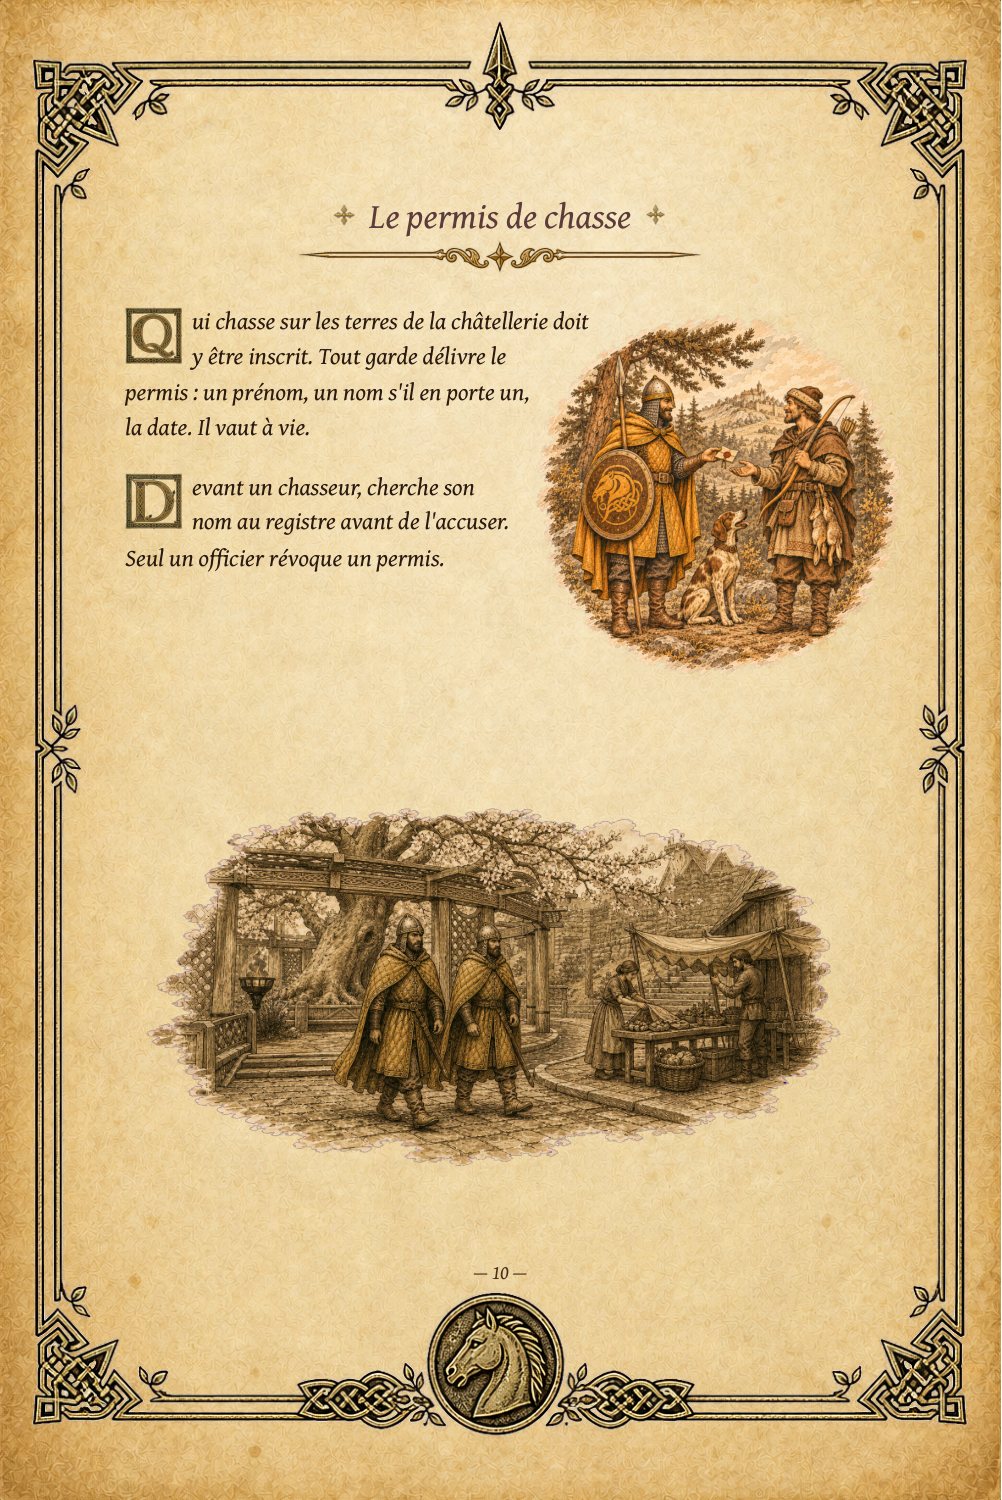 Le permis de chasse
Qui chasse sur les terres de la châtellerie doit
y être inscrit. Tout garde délivre le
permis : un prénom, un nom s'il en porte un,
la date. Il vaut à vie.
Devant un chasseur, cherche son
nom au registre avant de l'accuser.
Seul un officier révoque un permis.
— 10 —